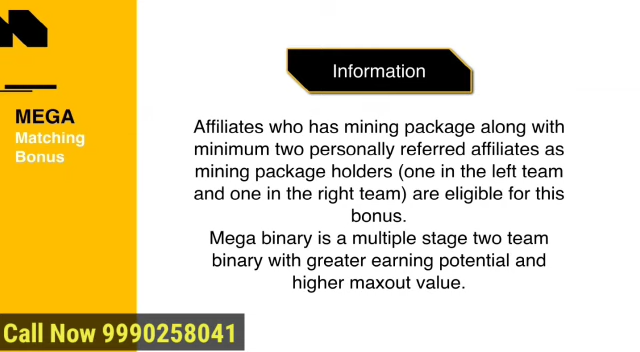 MEGA
Matching
Bonus
Information
Affiliates who has mining package along with
minimum two personally referred affiliates as
mining package holders (one in the left team
and one in the right team) are eligible for this
bonus.
Mega binary is a multiple stage two team
binary with greater earning potential and
higher maxout value.
Call Now 9990258041